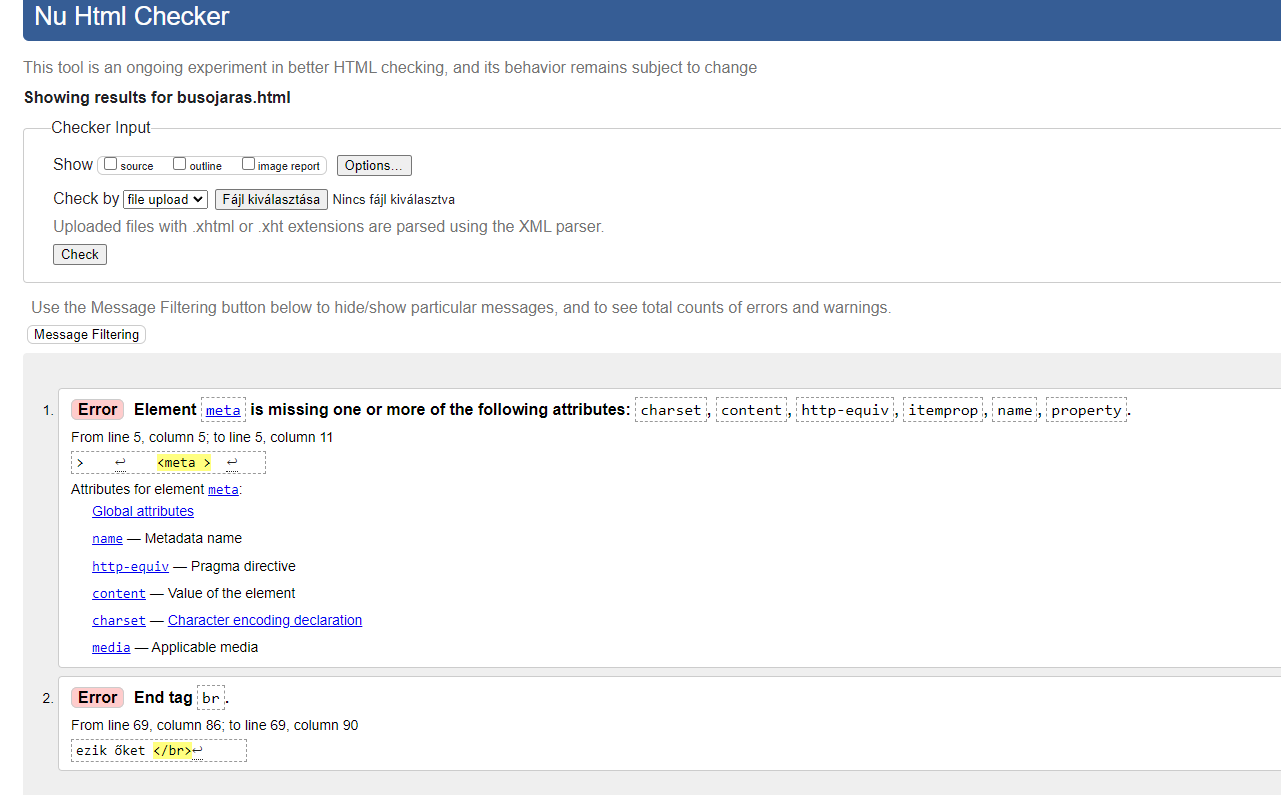 Nu Html Checker
This tool is an ongoing experiment in better HTML checking, and its behavior remains subject to change
Showing results for busojaras.html
Checker Input
Show source outline image report Options...
Check by file upload Fájl kiválasztása Nincs fájl kiválasztva
Uploaded files with .xhtml or .xht extensions are parsed using the XML parser.
Check
Use the Message Filtering button below to hide/show particular messages, and to see total counts of errors and warnings.
Message Filtering
1. Error Element meta is missing one or more of the following attributes: charset, content, http-equiv, itemprop, name, property.
From line 5, column 5; to line 5, column 11
> ↩ <meta > ↩
Attributes for element meta:
Global attributes
name — Metadata name
http-equiv — Pragma directive
content — Value of the element
charset — Character encoding declaration
media — Applicable media
2. Error End tag br.
From line 69, column 86; to line 69, column 90
ezik őket </br>↩